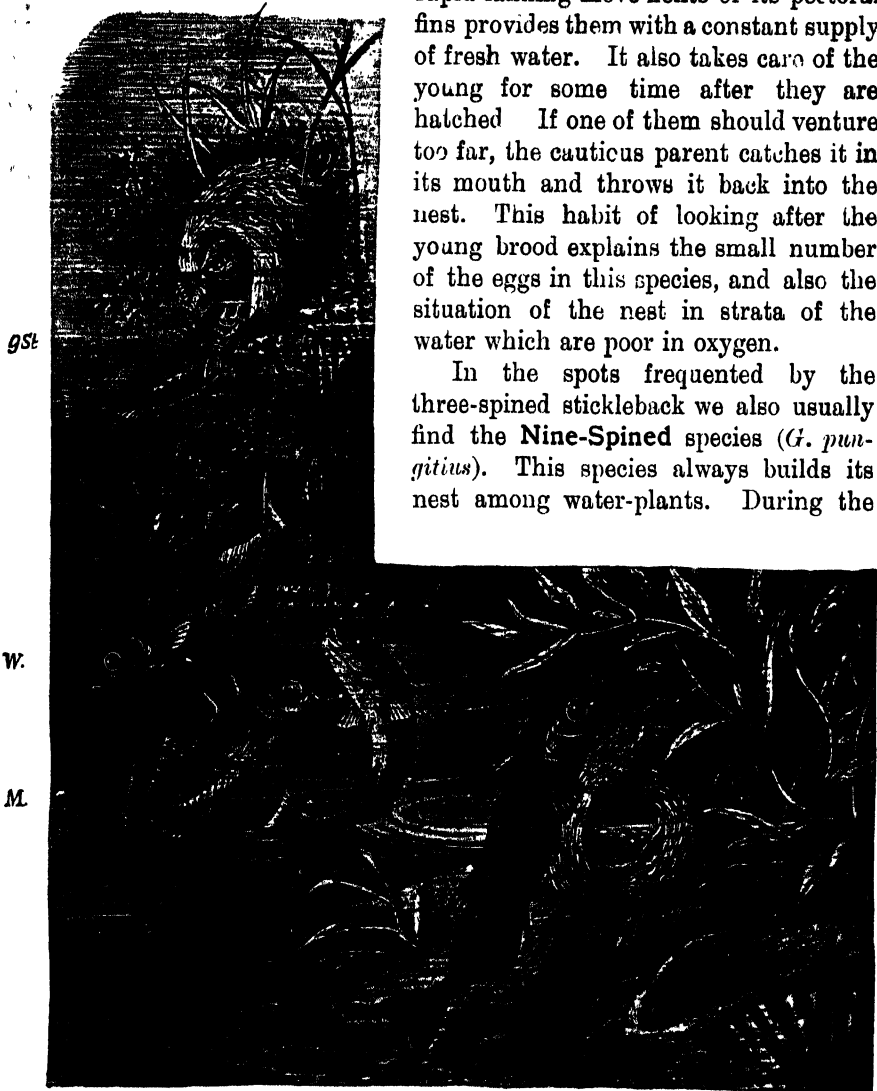 fins provides them with a constant supply
of fresh water. It also takes care of the
young for some time after they are
hatched If one of them should venture
too far, the cautious parent catches it in
its mouth and throws it back into the
nest. This habit of looking after the
young brood explains the small number
of the eggs in this species, and also the
situation of the nest in strata of the
water which are poor in oxygen.
In the spots frequented by the
three-spined stickleback we also usually
find the Nine-Spined species (G. pun-
gitius). This species always builds its
nest among water-plants. During the
gSt
W.
M.